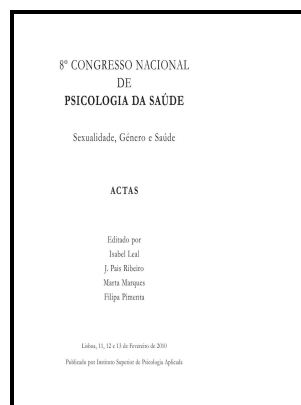 8º CONGRESSO NACIONAL
DE
PSICOLOGIA DA SAÚDE
Sexualidade, Género e Saúde
ACTAS
Editado por
Isabel Leal
J. Pais Ribeiro
Marta Marques
Filipa Pimenta
Lisboa, 11, 12 e 13 de Fevereiro de 2010
Publicado por Instituto Superior de Psicologia Aplicada